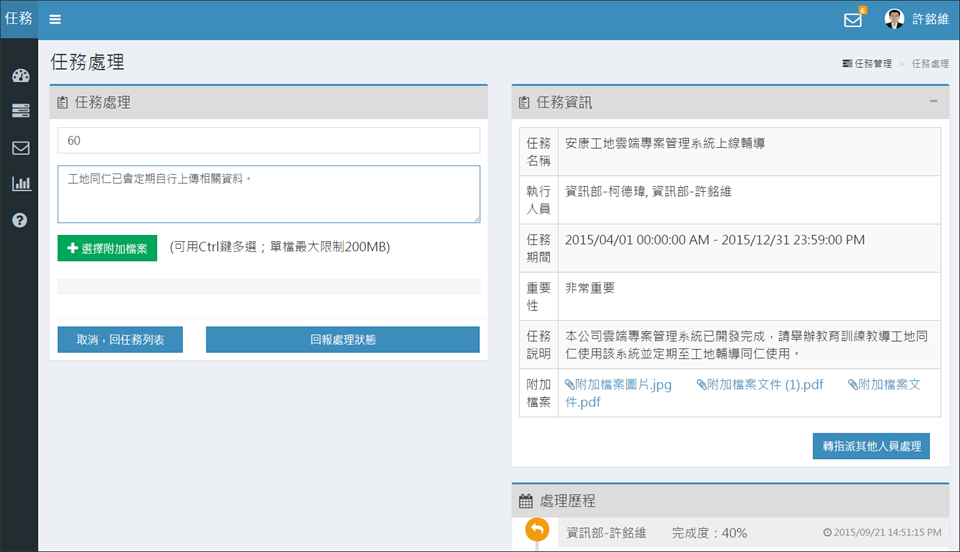 任務
6
許銘維
任務處理
任務管理 > 任務處理
任務處理
60
工地同仁已會定期自行上傳相關資料。
選擇附加檔案 (可用Ctrl鍵多選；單檔最大限制200MB)
取消，回任務列表
回報處理狀態
任務資訊
任務
名稱
安康工地雲端專案管理系統上線輔導
執行
人員
資訊部-柯德瑋, 資訊部-許銘維
任務
期間
2015/04/01 00:00:00 AM - 2015/12/31 23:59:00 PM
重要
性
非常重要
任務
說明
本公司雲端專案管理系統已開發完成，請舉辦教育訓練教導工地同
仁使用該系統並定期至工地輔導同仁使用。
附加
檔案
附加檔案圖片.jpg 附加檔案文件 (1).pdf 附加檔案文
件.pdf
轉指派其他人員處理
處理歷程
資訊部-許銘維 完成度：40% 2015/09/21 14:51:15 PM